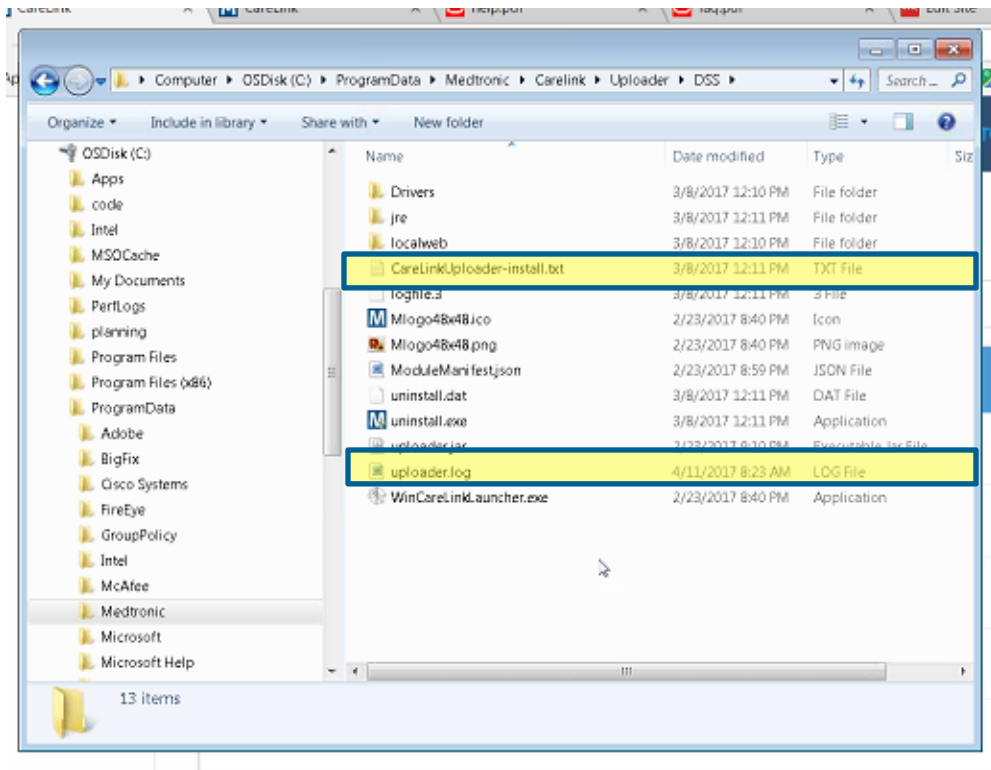 CareLink CareLink Help.pdf faq.pdf Edit Site
Computer OSDisk (C:) ProgramData Medtronic Carelink Uploader DSS Search ...
Organize Include in library Share with New folder
OSDisk (C:)
Apps
code
Intel
MSOCache
My Documents
PerfLogs
planning
Program Files
Program Files (x86)
ProgramData
Adobe
BigFix
Cisco Systems
FireEye
GroupPolicy
Intel
McAfee
Medtronic
Microsoft
Microsoft Help
Name Date modified Type Siz
Drivers 3/8/2017 12:10 PM File folder
jre 3/8/2017 12:11 PM File folder
localweb 3/8/2017 12:10 PM File folder
CareLinkUploader-install.txt 3/8/2017 12:11 PM TXT File
logfile.3 3/8/2017 12:11 PM 3 File
Mlogo48x48.ico 2/23/2017 8:40 PM Icon
Mlogo48x48.png 2/23/2017 8:40 PM PNG image
ModuleManifest.json 2/23/2017 8:59 PM JSON File
uninstall.dat 3/8/2017 12:11 PM DAT File
uninstall.exe 3/8/2017 12:11 PM Application
uploader.jar 2/23/2017 9:10 PM Executable Jar File
uploader.log 4/11/2017 8:23 AM LOG File
WinCareLinkLauncher.exe 2/23/2017 8:40 PM Application
13 items